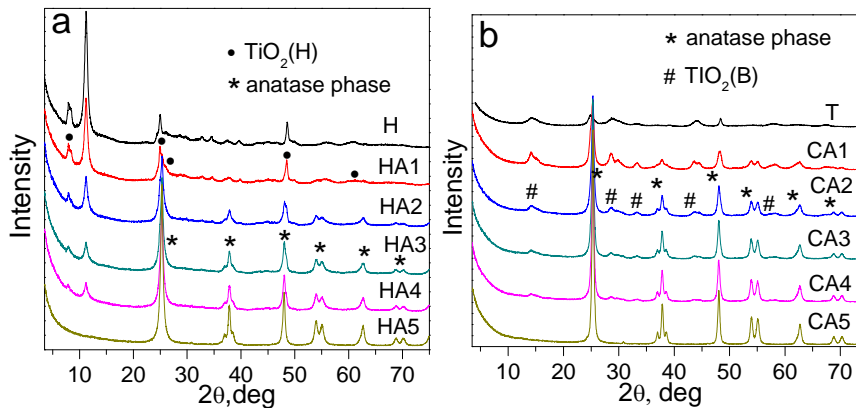 a
• TiO2(H)
* anatase phase
H
HA1
HA2
HA3
HA4
HA5
Intensity
10 20 30 40 50 60 70
2θ,deg
b
* anatase phase
# TIO2(B)
T
CA1
CA2
CA3
CA4
CA5
Intensity
10 20 30 40 50 60 70
2θ, deg